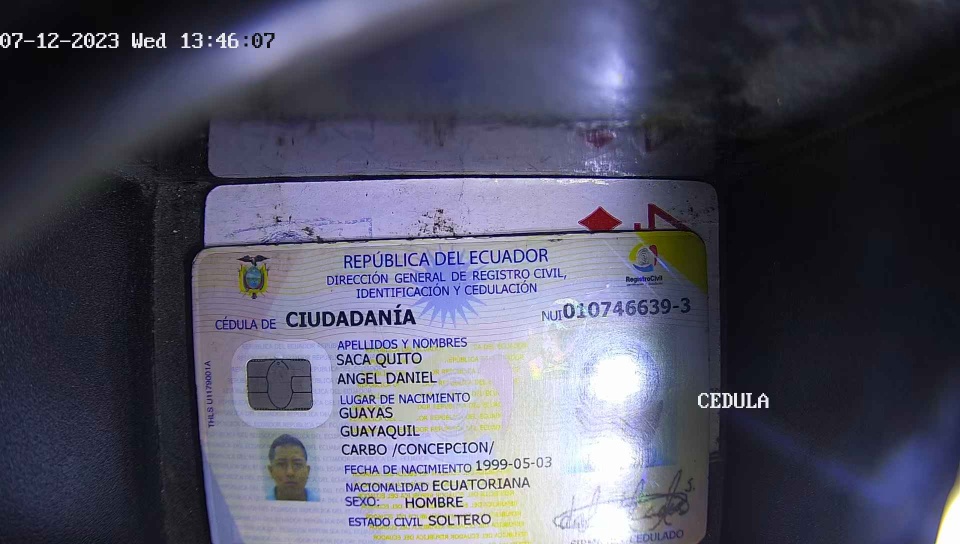 07-12-2023 Wed 13:46:07
REPÚBLICA DEL ECUADOR
DIRECCIÓN GENERAL DE REGISTRO CIVIL,
IDENTIFICACIÓN Y CEDULACIÓN
RegistroCivil
CÉDULA DE CIUDADANÍA
NUI 010746639-3
APELLIDOS Y NOMBRES
SACA QUITO
ANGEL DANIEL
LUGAR DE NACIMIENTO
GUAYAS
GUAYAQUIL
CARBO /CONCEPCION/
FECHA DE NACIMIENTO 1999-05-03
NACIONALIDAD ECUATORIANA
SEXO: HOMBRE
ESTADO CIVIL SOLTERO
CEDULA